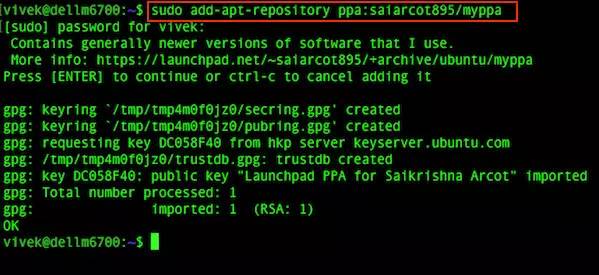 [vivek@dellm6700:~$ sudo add-apt-repository ppa:saiarcot895/myppa
[[sudo] password for vivek:
Contains generally newer versions of software that I use.
More info: https://launchpad.net/~saiarcot895/+archive/ubuntu/myppa
Press [ENTER] to continue or ctrl-c to cancel adding it
gpg: keyring `/tmp/tmp4m0f0jz0/secring.gpg' created
gpg: keyring `/tmp/tmp4m0f0jz0/pubring.gpg' created
gpg: requesting key DC058F40 from hkp server keyserver.ubuntu.com
gpg: /tmp/tmp4m0f0jz0/trustdb.gpg: trustdb created
gpg: key DC058F40: public key "Launchpad PPA for Saikrishna Arcot" imported
gpg: Total number processed: 1
gpg:               imported: 1  (RSA: 1)
OK
vivek@dellm6700:~$